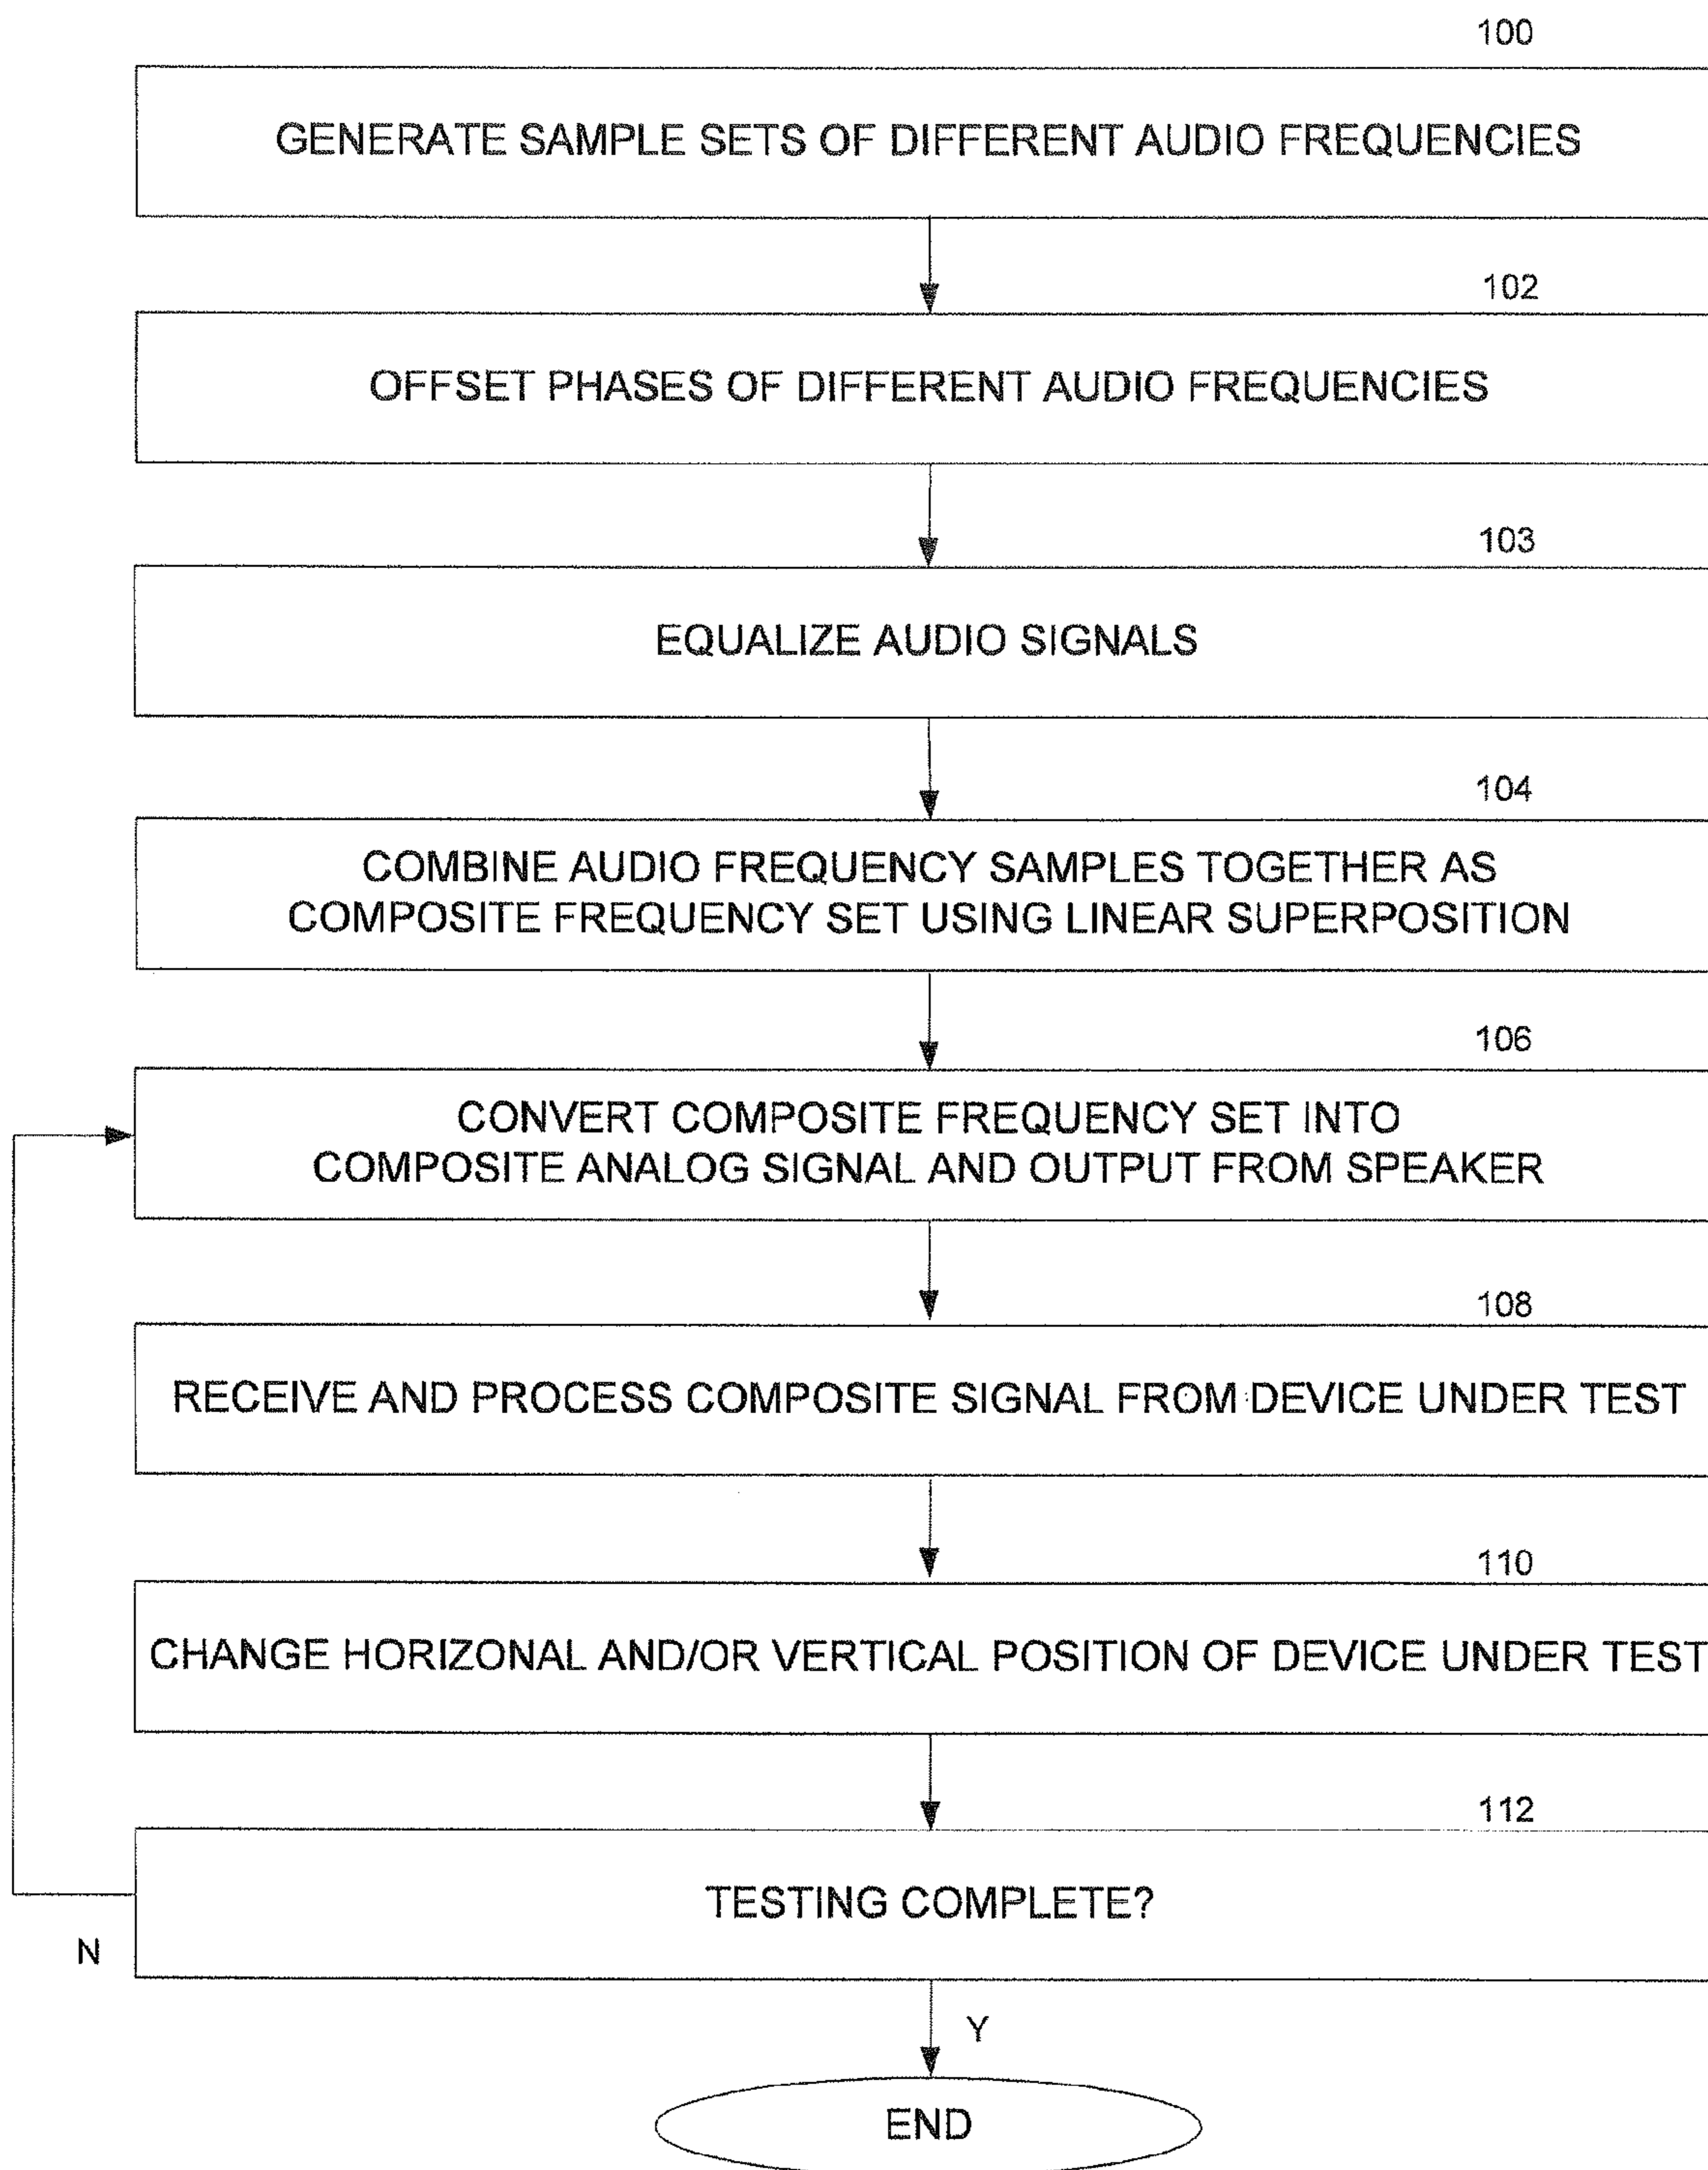 100
GENERATE SAMPLE SETS OF DIFFERENT AUDIO FREQUENCIES
102
OFFSET PHASES OF DIFFERENT AUDIO FREQUENCIES
103
EQUALIZE AUDIO SIGNALS
104
COMBINE AUDIO FREQUENCY SAMPLES TOGETHER AS
COMPOSITE FREQUENCY SET USING LINEAR SUPERPOSITION
106
CONVERT COMPOSITE FREQUENCY SET INTO
COMPOSITE ANALOG SIGNAL AND OUTPUT FROM SPEAKER
108
RECEIVE AND PROCESS COMPOSITE SIGNAL FROM DEVICE UNDER TEST
110
CHANGE HORIZONAL AND/OR VERTICAL POSITION OF DEVICE UNDER TEST
112
TESTING COMPLETE?
N
Y
END